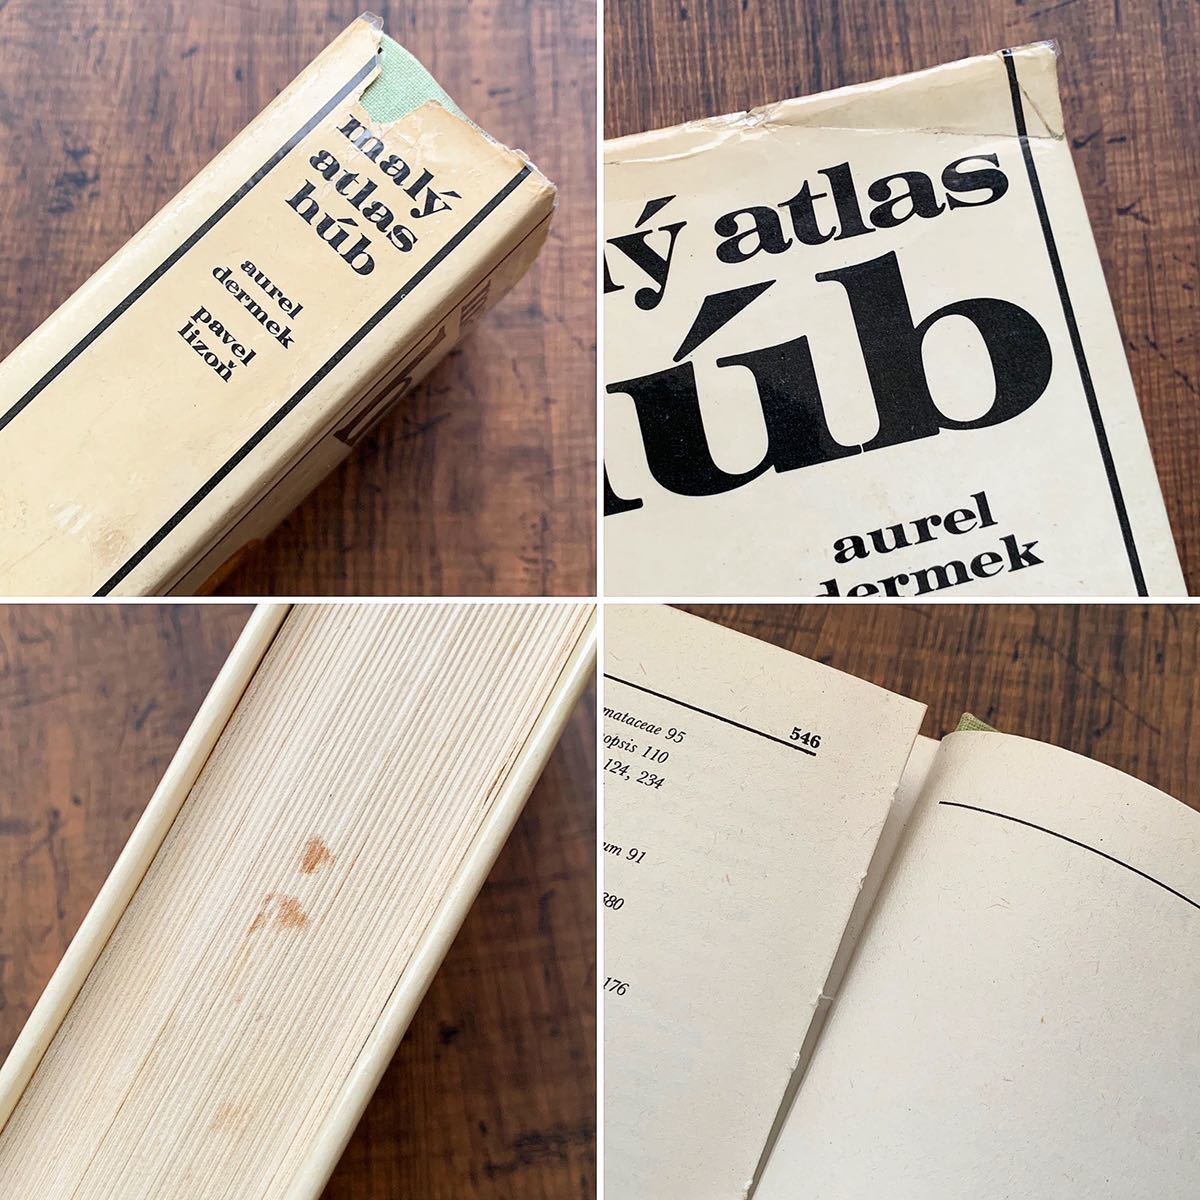 malý
atlas
húb
aurel
dermek
pavel
lizoň
ý atlas
úb
aurel
dermek
mataceae 95
546
opsis 110
124, 234
um 91
380
176